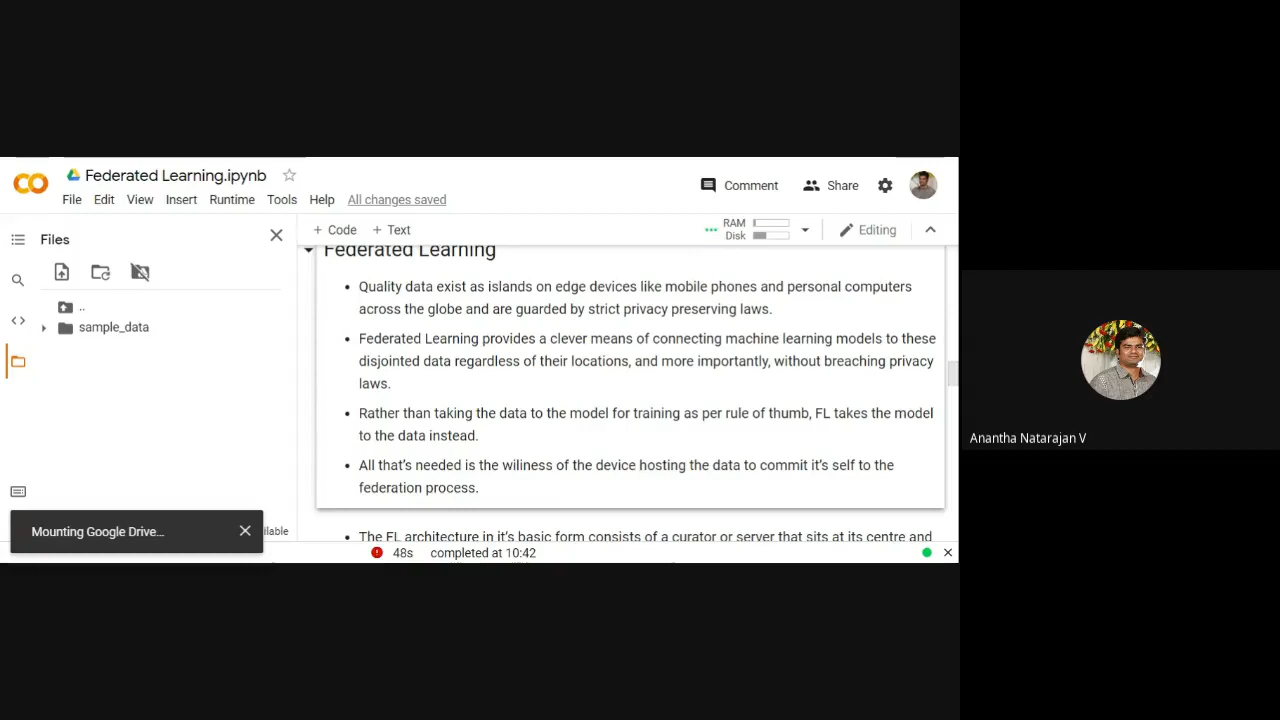 Federated Learning.ipynb
File Edit View Insert Runtime Tools Help All changes saved
Comment Share
Files
+ Code + Text
RAM
Disk
Editing
..
sample_data
Federated Learning
• Quality data exist as islands on edge devices like mobile phones and personal computers
across the globe and are guarded by strict privacy preserving laws.
• Federated Learning provides a clever means of connecting machine learning models to these
disjointed data regardless of their locations, and more importantly, without breaching privacy
laws.
• Rather than taking the data to the model for training as per rule of thumb, FL takes the model
to the data instead.
• All that's needed is the wiliness of the device hosting the data to commit it's self to the
federation process.
• The FL architecture in it's basic form consists of a curator or server that sits at its centre and
Mounting Google Drive...
48s completed at 10:42
Anantha Natarajan V